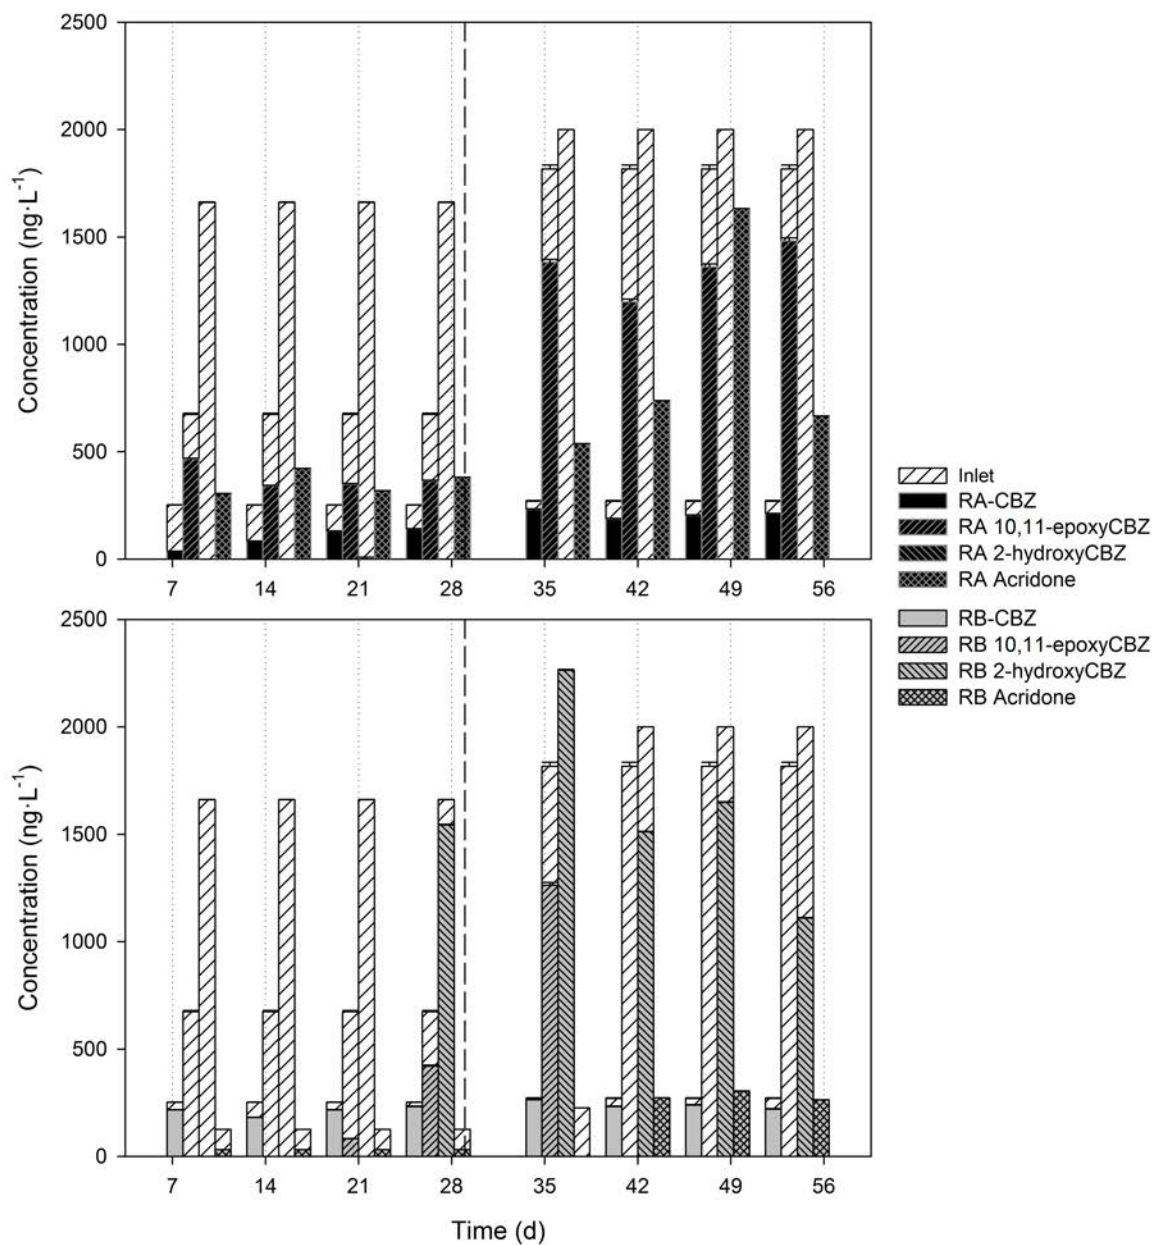 2500
2000
1500
1000
500
0
Concentration (ng·L⁻¹)
7 14 21 28 35 42 49 56
Inlet
RA-CBZ
RA 10,11-epoxyCBZ
RA 2-hydroxyCBZ
RA Acridone
RB-CBZ
RB 10,11-epoxyCBZ
RB 2-hydroxyCBZ
RB Acridone
2500
2000
1500
1000
500
0
Concentration (ng·L⁻¹)
7 14 21 28 35 42 49 56
Time (d)